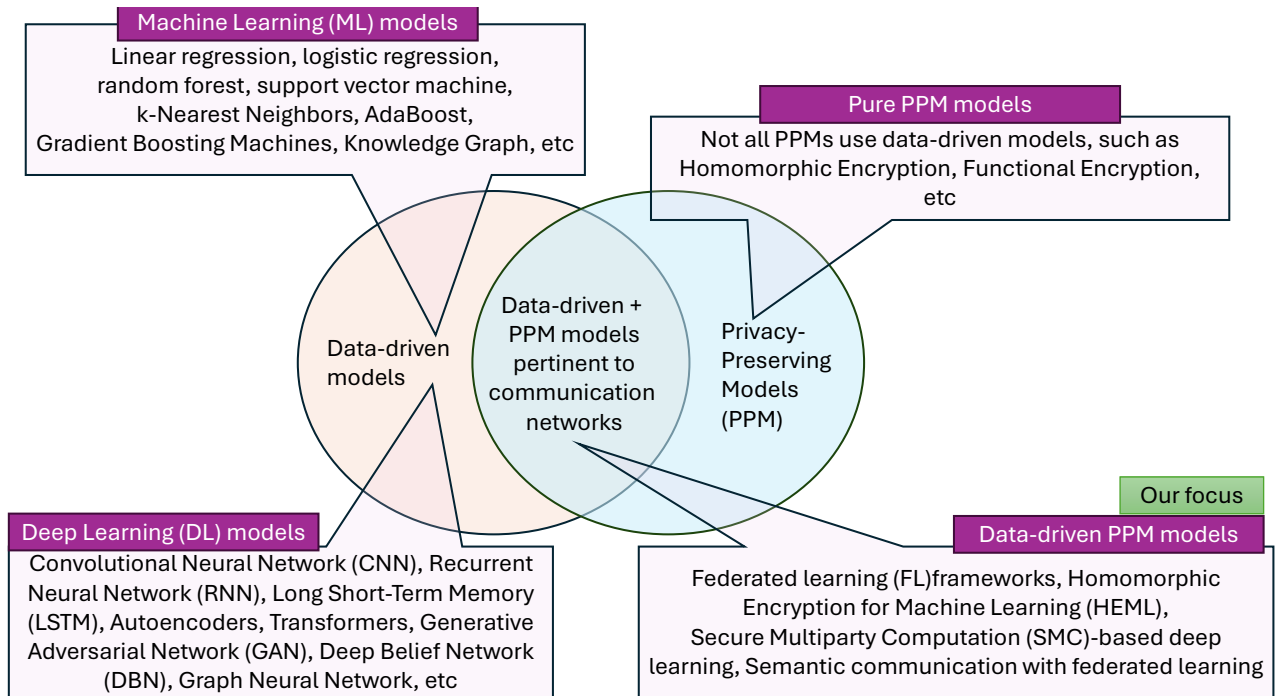 Machine Learning (ML) models
Linear regression, logistic regression,
random forest, support vector machine,
k-Nearest Neighbors, AdaBoost,
Gradient Boosting Machines, Knowledge Graph, etc
Pure PPM models
Not all PPMs use data-driven models, such as
Homomorphic Encryption, Functional Encryption,
etc
Data-driven
models
Data-driven +
PPM models
pertinent to
communication
networks
Privacy-
Preserving
Models
(PPM)
Our focus
Deep Learning (DL) models
Convolutional Neural Network (CNN), Recurrent
Neural Network (RNN), Long Short-Term Memory
(LSTM), Autoencoders, Transformers, Generative
Adversarial Network (GAN), Deep Belief Network
(DBN), Graph Neural Network, etc
Data-driven PPM models
Federated learning (FL)frameworks, Homomorphic
Encryption for Machine Learning (HEML),
Secure Multiparty Computation (SMC)-based deep
learning, Semantic communication with federated learning